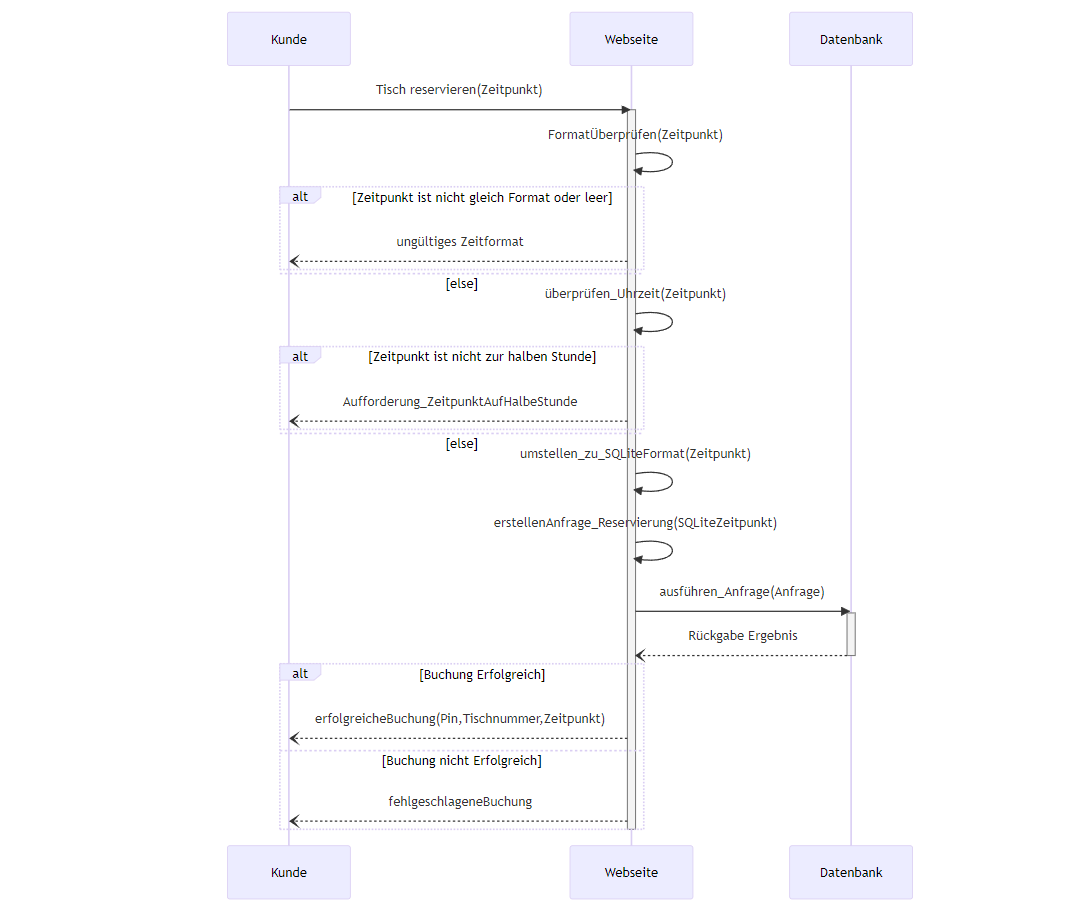 Kunde
Webseite
Datenbank
Tisch reservieren(Zeitpunkt)
FormatÜberprüfen(Zeitpunkt)
alt
[Zeitpunkt ist nicht gleich Format oder leer]
ungültiges Zeitformat
[else]
überprüfen_Uhrzeit(Zeitpunkt)
alt
[Zeitpunkt ist nicht zur halben Stunde]
Aufforderung_ZeitpunktAufHalbeStunde
[else]
umstellen_zu_SQLiteFormat(Zeitpunkt)
erstellenAnfrage_Reservierung(SQLiteZeitpunkt)
ausführen_Anfrage(Anfrage)
Rückgabe Ergebnis
alt
[Buchung Erfolgreich]
erfolgreicheBuchung(Pin,Tischnummer,Zeitpunkt)
[Buchung nicht Erfolgreich]
fehlgeschlageneBuchung
Kunde
Webseite
Datenbank